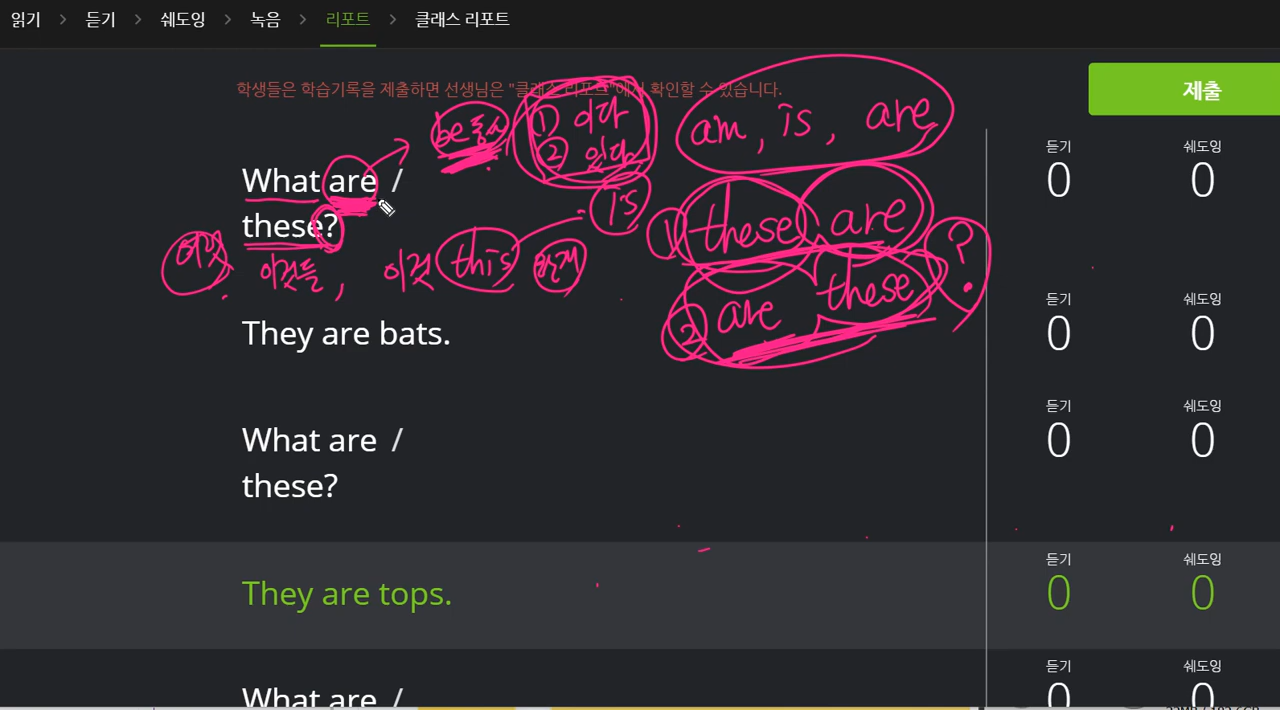 읽기 > 듣기 > 쉐도잉 > 녹음 > 리포트 > 클래스 리포트
학생들은 학습기록을 제출하면 선생님은 "클래스 리포트"에서 확인할 수 있습니다.
제출
be동사 ① 이다
② 있다
am, is, are
듣기 쉐도잉
0 0
What are /
these?
is
① these are
이것들, 이것 this 한개
② are these ?
They are bats.
듣기 쉐도잉
0 0
What are /
these?
듣기 쉐도잉
0 0
They are tops.
듣기 쉐도잉
0 0
What are /
듣기 쉐도잉
0 0